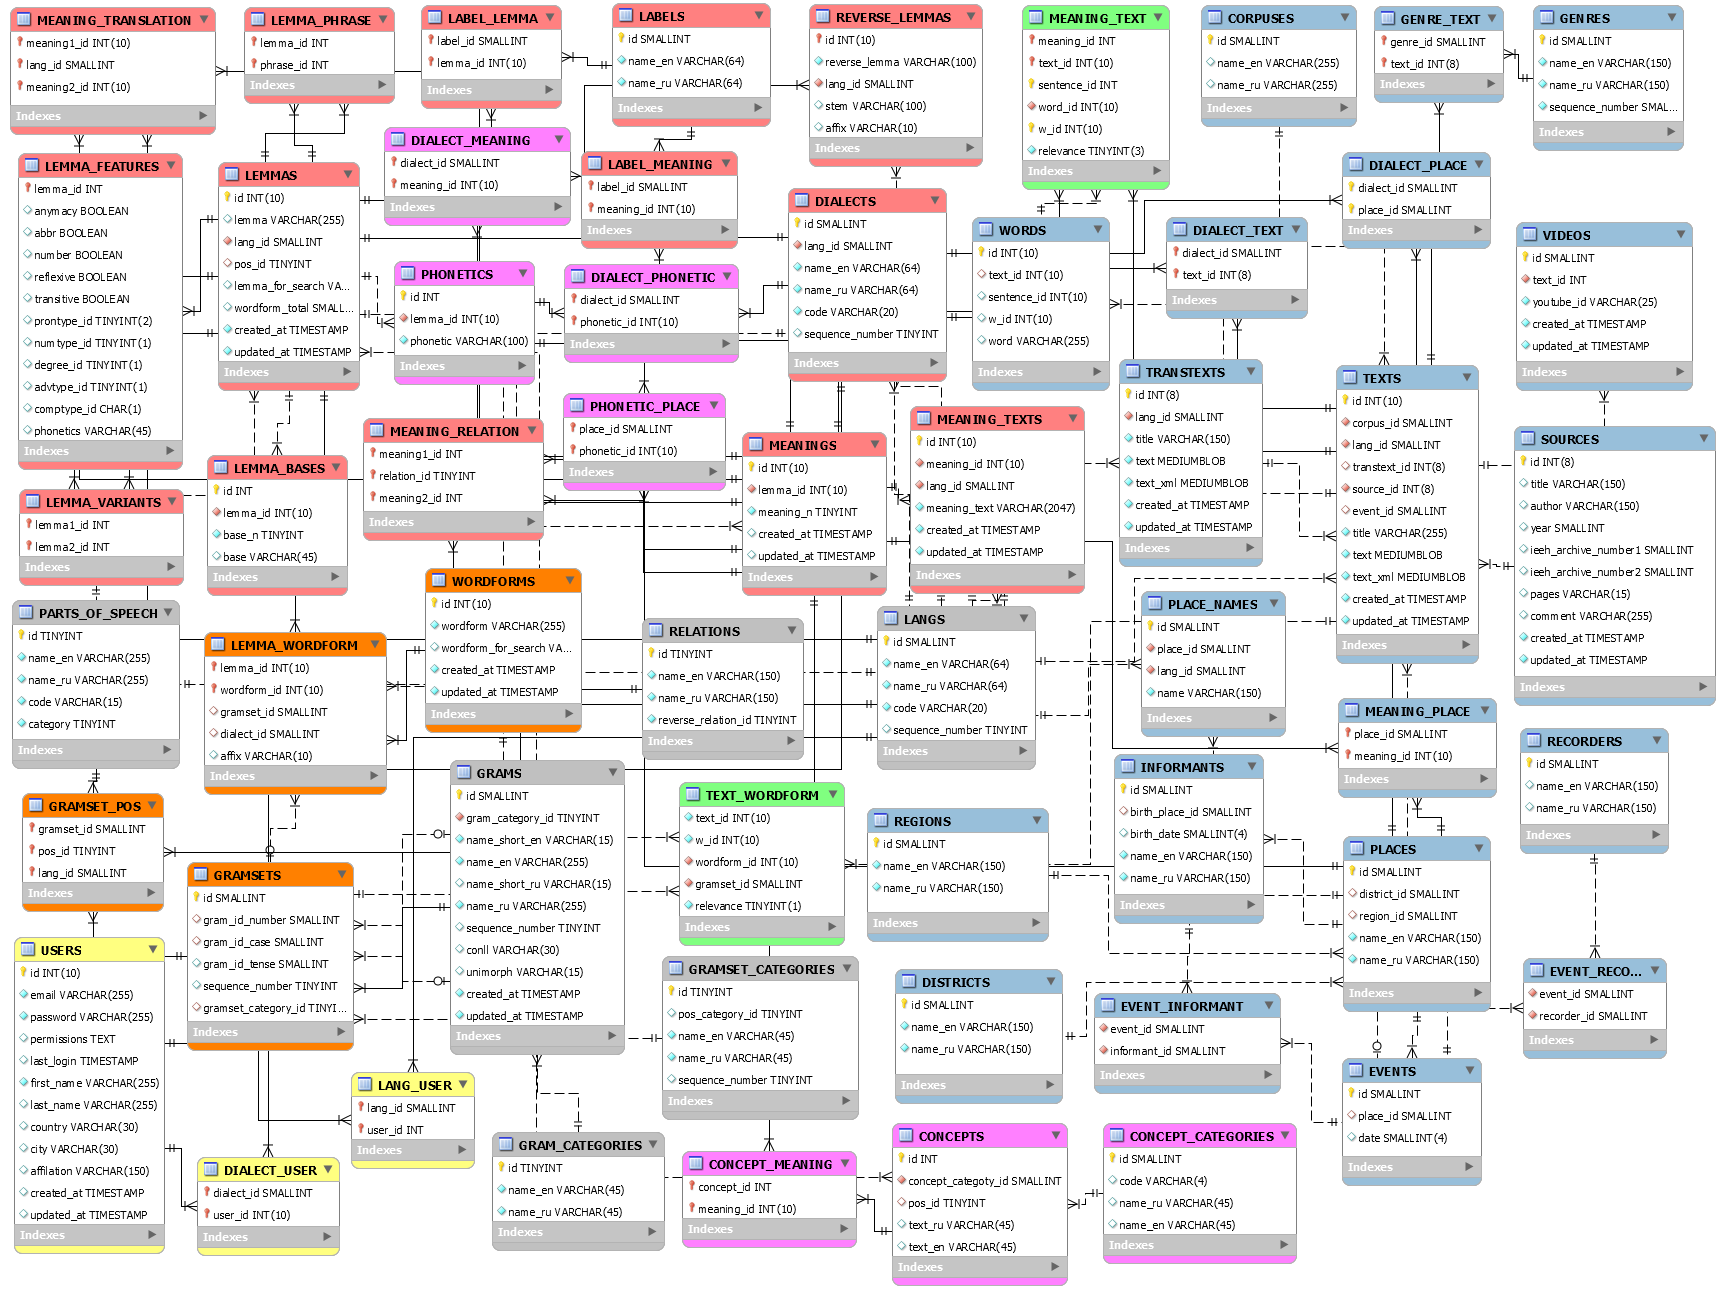 MEANING_TRANSLATION
meaning1_id INT(10)
lang_id SMALLINT
meaning2_id INT(10)
Indexes
LEMMA_PHRASE
lemma_id INT
phrase_id INT
Indexes
LABEL_LEMMA
label_id SMALLINT
lemma_id INT(10)
Indexes
LABELS
id SMALLINT
name_en VARCHAR(64)
name_ru VARCHAR(64)
Indexes
REVERSE_LEMMAS
id INT(10)
reverse_lemma VARCHAR(100)
lang_id SMALLINT
stem VARCHAR(100)
affix VARCHAR(10)
Indexes
MEANING_TEXT
meaning_id INT
text_id INT(10)
sentence_id INT
word_id INT(10)
w_id INT(10)
relevance TINYINT(3)
Indexes
CORPUSES
id SMALLINT
name_en VARCHAR(255)
name_ru VARCHAR(255)
Indexes
GENRE_TEXT
genre_id SMALLINT
text_id INT(8)
Indexes
GENRES
id SMALLINT
name_en VARCHAR(150)
name_ru VARCHAR(150)
sequence_number SMAL...
Indexes
LEMMA_FEATURES
lemma_id INT
anymacy BOOLEAN
abbr BOOLEAN
number BOOLEAN
reflexive BOOLEAN
transitive BOOLEAN
prontype_id TINYINT(2)
numtype_id TINYINT(1)
degree_id TINYINT(1)
advtype_id TINYINT(1)
comptype_id CHAR(1)
phonetics VARCHAR(45)
Indexes
LEMMAS
id INT(10)
lemma VARCHAR(255)
lang_id SMALLINT
pos_id TINYINT
lemma_for_search VA...
wordform_total SMALL...
created_at TIMESTAMP
updated_at TIMESTAMP
Indexes
DIALECT_MEANING
dialect_id SMALLINT
meaning_id INT(10)
Indexes
LABEL_MEANING
label_id SMALLINT
meaning_id INT(10)
Indexes
DIALECTS
id SMALLINT
lang_id SMALLINT
name_en VARCHAR(64)
name_ru VARCHAR(64)
code VARCHAR(20)
sequence_number TINYINT
Indexes
WORDS
id INT(10)
text_id INT(10)
sentence_id INT(10)
w_id INT(10)
word VARCHAR(255)
Indexes
DIALECT_TEXT
dialect_id SMALLINT
text_id INT(8)
Indexes
DIALECT_PLACE
dialect_id SMALLINT
place_id SMALLINT
Indexes
VIDEOS
id SMALLINT
text_id INT
youtube_id VARCHAR(25)
created_at TIMESTAMP
updated_at TIMESTAMP
Indexes
PHONETICS
id INT
lemma_id INT(10)
phonetic VARCHAR(100)
Indexes
DIALECT_PHONETIC
dialect_id SMALLINT
phonetic_id INT(10)
Indexes
PHONETIC_PLACE
place_id SMALLINT
phonetic_id INT(10)
Indexes
TRANSTEXTS
id INT(8)
lang_id SMALLINT
title VARCHAR(150)
text MEDIUMBLOB
text_xml MEDIUMBLOB
created_at TIMESTAMP
updated_at TIMESTAMP
Indexes
TEXTS
id INT(10)
corpus_id SMALLINT
lang_id SMALLINT
transtext_id INT(8)
source_id INT(8)
event_id SMALLINT
title VARCHAR(255)
text MEDIUMBLOB
text_xml MEDIUMBLOB
created_at TIMESTAMP
updated_at TIMESTAMP
Indexes
SOURCES
id INT(8)
title VARCHAR(150)
author VARCHAR(150)
year SMALLINT
ieeh_archive_number1 SMALLINT
ieeh_archive_number2 SMALLINT
pages VARCHAR(15)
comment VARCHAR(255)
created_at TIMESTAMP
updated_at TIMESTAMP
Indexes
LEMMA_VARIANTS
lemma1_id INT
lemma2_id INT
Indexes
LEMMA_BASES
id INT
lemma_id INT(10)
base_n TINYINT
base VARCHAR(45)
Indexes
MEANING_RELATION
meaning1_id INT
relation_id TINYINT
meaning2_id INT
Indexes
MEANINGS
id INT(10)
lemma_id INT(10)
meaning_n TINYINT
created_at TIMESTAMP
updated_at TIMESTAMP
Indexes
MEANING_TEXTS
id INT(10)
meaning_id INT(10)
lang_id SMALLINT
meaning_text VARCHAR(2047)
created_at TIMESTAMP
updated_at TIMESTAMP
Indexes
PARTS_OF_SPEECH
id TINYINT
name_en VARCHAR(255)
name_ru VARCHAR(255)
code VARCHAR(15)
category TINYINT
Indexes
LEMMA_WORDFORM
lemma_id INT(10)
wordform_id INT(10)
gramset_id SMALLINT
dialect_id SMALLINT
affix VARCHAR(10)
Indexes
WORDFORMS
id INT(10)
wordform VARCHAR(255)
wordform_for_search VA...
created_at TIMESTAMP
updated_at TIMESTAMP
Indexes
RELATIONS
id TINYINT
name_en VARCHAR(150)
name_ru VARCHAR(150)
reverse_relation_id TINYINT
Indexes
LANGS
id SMALLINT
name_en VARCHAR(64)
name_ru VARCHAR(64)
code VARCHAR(20)
sequence_number TINYINT
Indexes
PLACE_NAMES
id SMALLINT
place_id SMALLINT
lang_id SMALLINT
name VARCHAR(150)
Indexes
MEANING_PLACE
place_id SMALLINT
meaning_id INT(10)
Indexes
RECORDERS
id SMALLINT
name_en VARCHAR(150)
name_ru VARCHAR(150)
Indexes
GRAMSET_POS
gramset_id SMALLINT
pos_id TINYINT
lang_id SMALLINT
Indexes
GRAMSETS
id SMALLINT
gram_id_number SMALLINT
gram_id_case SMALLINT
gram_id_tense SMALLINT
sequence_number TINYINT
gramset_category_id TINYI...
Indexes
GRAMS
id SMALLINT
gram_category_id TINYINT
name_short_en VARCHAR(15)
name_en VARCHAR(255)
name_short_ru VARCHAR(15)
name_ru VARCHAR(255)
sequence_number TINYINT
conll VARCHAR(30)
unimorph VARCHAR(15)
created_at TIMESTAMP
updated_at TIMESTAMP
Indexes
TEXT_WORDFORM
text_id INT(10)
w_id INT(10)
wordform_id INT(10)
gramset_id SMALLINT
relevance TINYINT(1)
Indexes
REGIONS
id SMALLINT
name_en VARCHAR(150)
name_ru VARCHAR(150)
Indexes
INFORMANTS
id SMALLINT
birth_place_id SMALLINT
birth_date SMALLINT(4)
name_en VARCHAR(150)
name_ru VARCHAR(150)
Indexes
PLACES
id SMALLINT
district_id SMALLINT
region_id SMALLINT
name_en VARCHAR(150)
name_ru VARCHAR(150)
Indexes
USERS
id INT(10)
email VARCHAR(255)
password VARCHAR(255)
permissions TEXT
last_login TIMESTAMP
first_name VARCHAR(255)
last_name VARCHAR(255)
country VARCHAR(30)
city VARCHAR(30)
affilation VARCHAR(150)
created_at TIMESTAMP
updated_at TIMESTAMP
Indexes
GRAMSET_CATEGORIES
id TINYINT
pos_category_id TINYINT
name_en VARCHAR(45)
name_ru VARCHAR(45)
sequence_number TINYINT
Indexes
DISTRICTS
id SMALLINT
name_en VARCHAR(150)
name_ru VARCHAR(150)
Indexes
EVENT_INFORMANT
event_id SMALLINT
informant_id SMALLINT
Indexes
EVENT_RECO...
event_id SMALLINT
recorder_id SMALLINT
Indexes
EVENTS
id SMALLINT
place_id SMALLINT
date SMALLINT(4)
Indexes
LANG_USER
lang_id SMALLINT
user_id INT
Indexes
DIALECT_USER
dialect_id SMALLINT
user_id INT(10)
Indexes
GRAM_CATEGORIES
id TINYINT
name_en VARCHAR(45)
name_ru VARCHAR(45)
Indexes
CONCEPT_MEANING
concept_id INT
meaning_id INT(10)
Indexes
CONCEPTS
id INT
concept_categoty_id SMALLINT
pos_id TINYINT
text_ru VARCHAR(45)
text_en VARCHAR(45)
Indexes
CONCEPT_CATEGORIES
id SMALLINT
code VARCHAR(4)
name_ru VARCHAR(45)
name_en VARCHAR(45)
Indexes